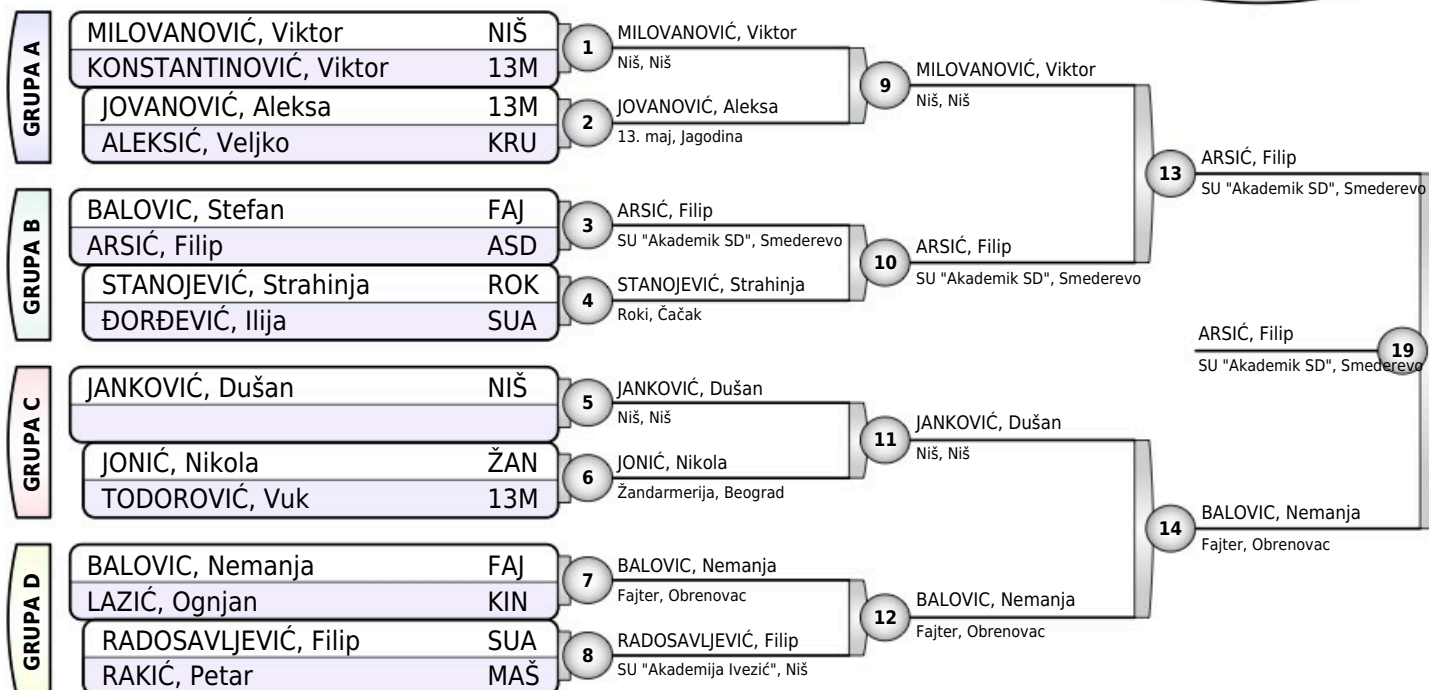 GRUPA A
MILOVANOVIĆ, Viktor NIŠ
KONSTANTINOVIĆ, Viktor 13M
JOVANOVIĆ, Aleksa 13M
ALEKSIĆ, Veljko KRU
GRUPA B
BALOVIC, Stefan FAJ
ARSIĆ, Filip ASD
STANOJEVIĆ, Strahinja ROK
ĐORĐEVIĆ, Ilija SUA
GRUPA C
JANKOVIĆ, Dušan NIŠ
JONIĆ, Nikola ŽAN
TODOROVIĆ, Vuk 13M
GRUPA D
BALOVIC, Nemanja FAJ
LAZIĆ, Ognjan KIN
RADOSAVLJEVIĆ, Filip SUA
RAKIĆ, Petar MAŠ
1
MILOVANOVIĆ, Viktor
Niš, Niš
2
JOVANOVIĆ, Aleksa
13. maj, Jagodina
3
ARSIĆ, Filip
SU "Akademik SD", Smederevo
4
STANOJEVIĆ, Strahinja
Roki, Čačak
5
JANKOVIĆ, Dušan
Niš, Niš
6
JONIĆ, Nikola
Žandarmerija, Beograd
7
BALOVIC, Nemanja
Fajter, Obrenovac
8
RADOSAVLJEVIĆ, Filip
SU "Akademija Ivezić", Niš
9
MILOVANOVIĆ, Viktor
Niš, Niš
10
ARSIĆ, Filip
SU "Akademik SD", Smederevo
11
JANKOVIĆ, Dušan
Niš, Niš
12
BALOVIC, Nemanja
Fajter, Obrenovac
13
ARSIĆ, Filip
SU "Akademik SD", Smederevo
14
BALOVIC, Nemanja
Fajter, Obrenovac
ARSIĆ, Filip
SU "Akademik SD", Smederevo
19